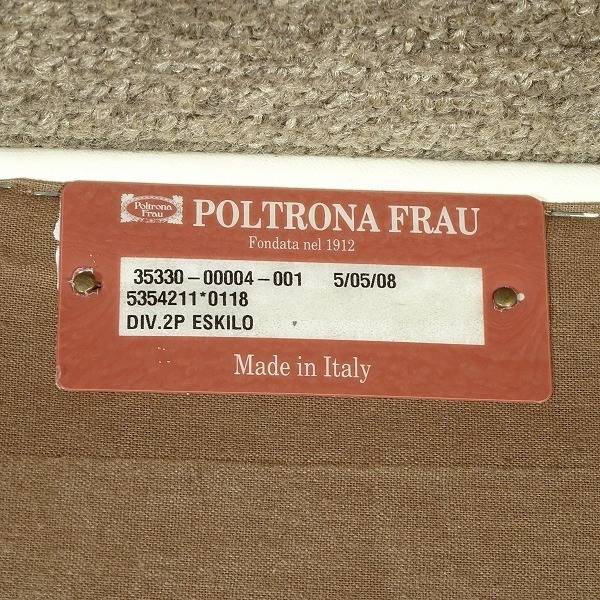 Poltrona
Frau
POLTRONA FRAU
Fondata nel 1912
35330-00004-001 5/05/08
5354211*0118
DIV.2P ESKILO
Made in Italy